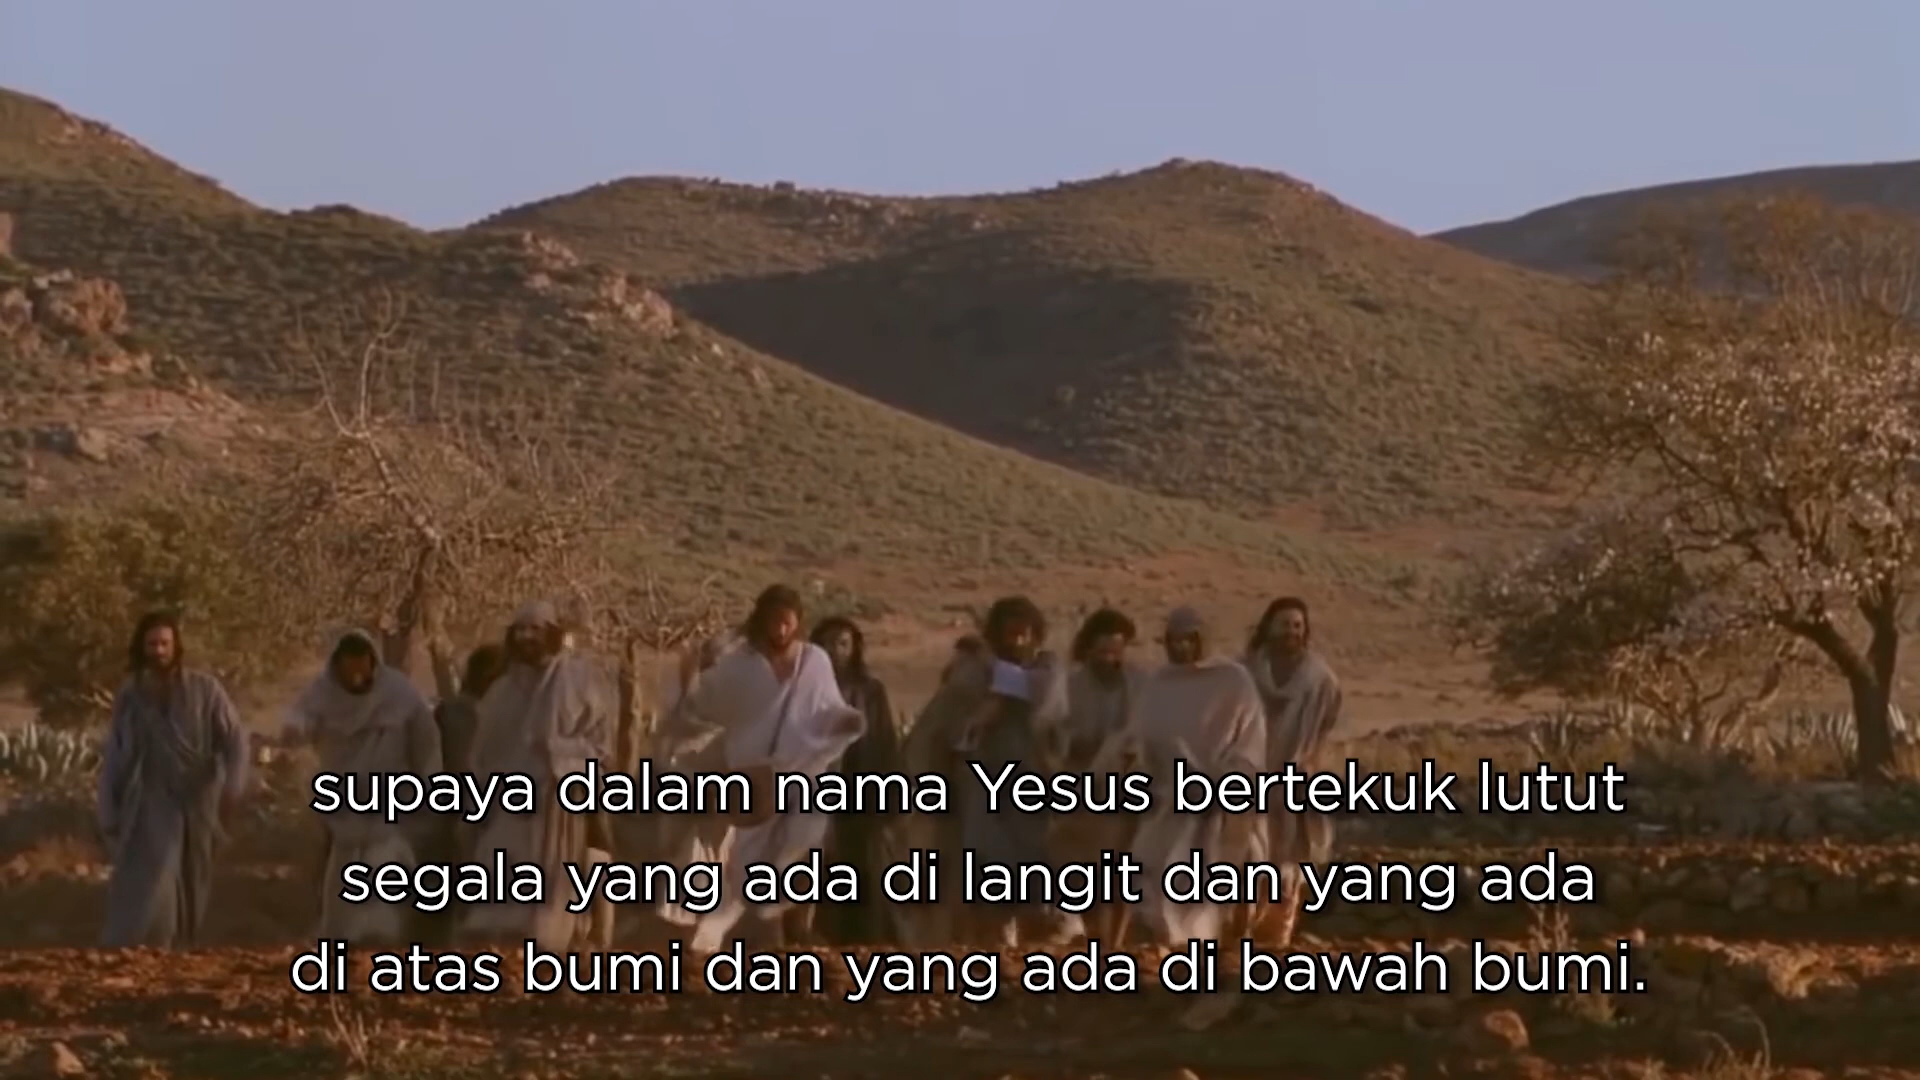 supaya dalam nama Yesus bertekuk lutut
segala yang ada di langit dan yang ada
di atas bumi dan yang ada di bawah bumi.